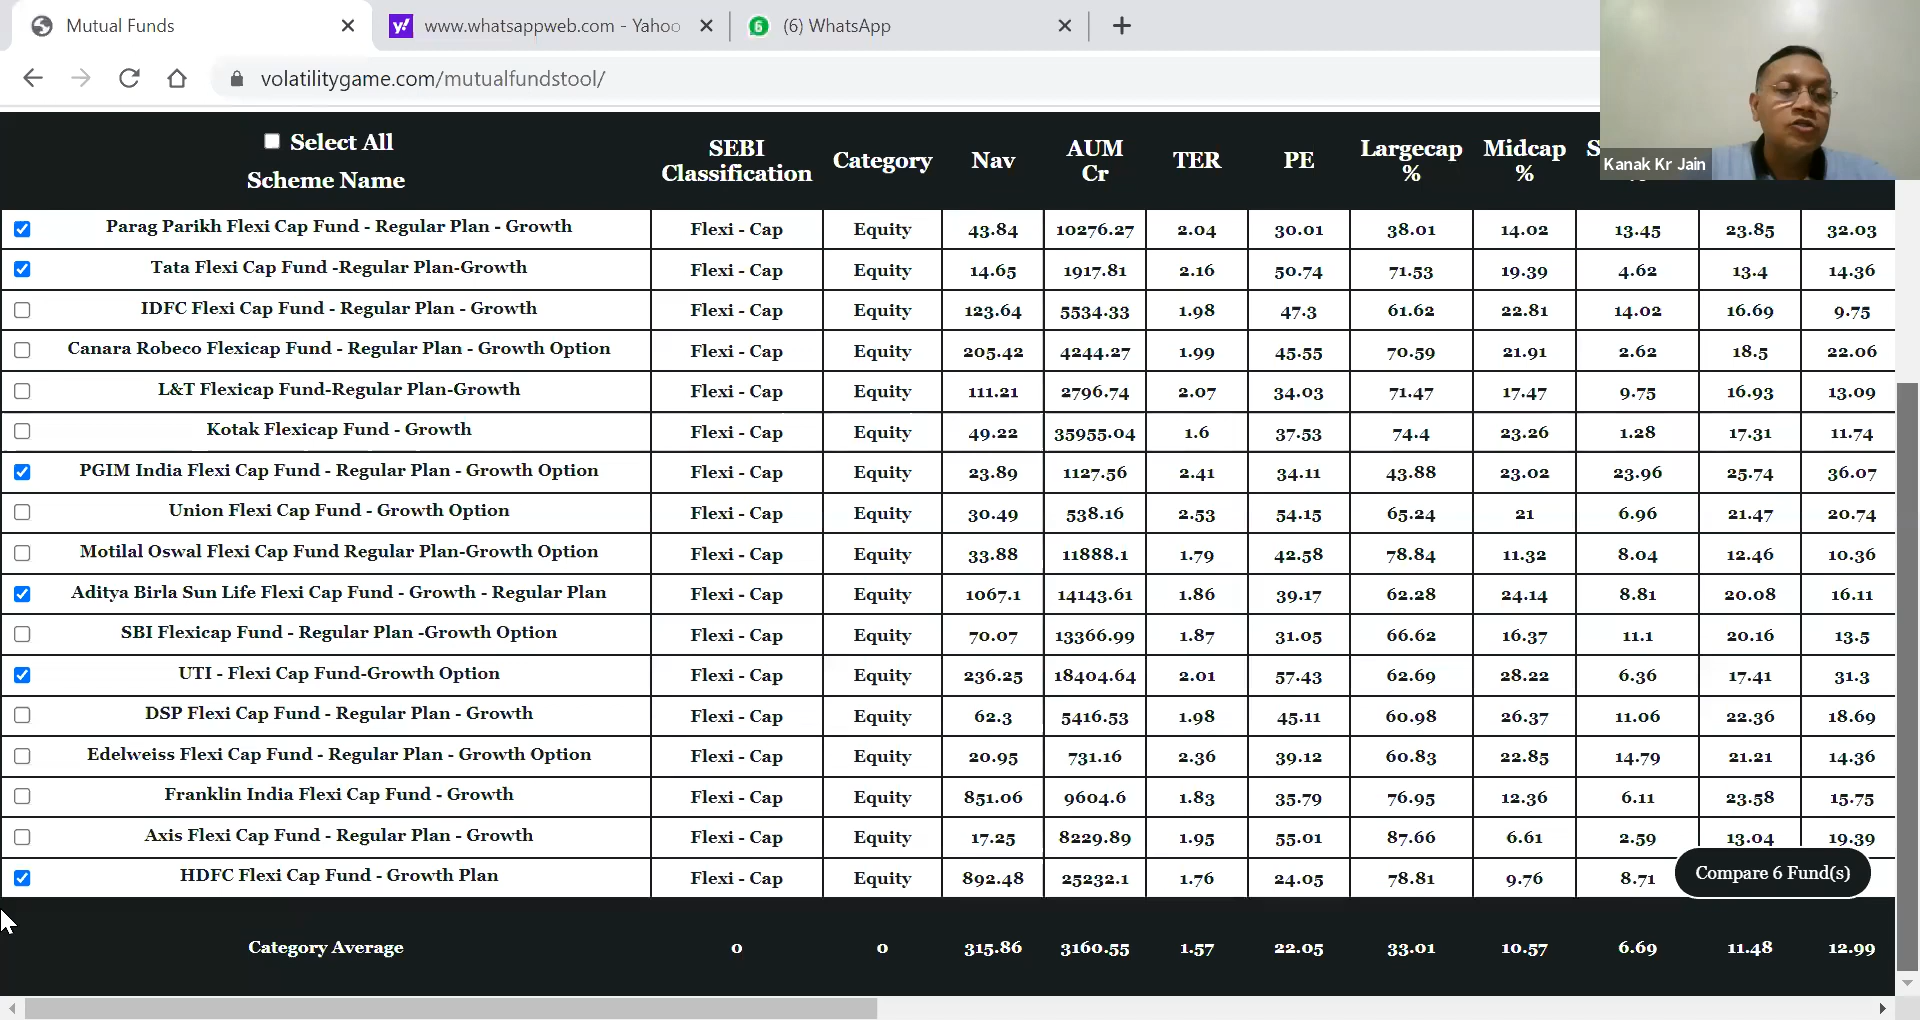 Mutual Funds
www.whatsappweb.com - Yahoo
6 (6) WhatsApp
volatilitygame.com/mutualfundstool/
Kanak Kr Jain
Select All
Scheme Name SEBI Classification Category Nav AUM Cr TER PE Largecap % Midcap % S
Parag Parikh Flexi Cap Fund - Regular Plan - Growth Flexi - Cap Equity 43.84 10276.27 2.04 30.01 38.01 14.02 13.45 23.85 32.03
Tata Flexi Cap Fund -Regular Plan-Growth Flexi - Cap Equity 14.65 1917.81 2.16 50.74 71.53 19.39 4.62 13.4 14.36
IDFC Flexi Cap Fund - Regular Plan - Growth Flexi - Cap Equity 123.64 5534.33 1.98 47.3 61.62 22.81 14.02 16.69 9.75
Canara Robeco Flexicap Fund - Regular Plan - Growth Option Flexi - Cap Equity 205.42 4244.27 1.99 45.55 70.59 21.91 2.62 18.5 22.06
L&T Flexicap Fund-Regular Plan-Growth Flexi - Cap Equity 111.21 2796.74 2.07 34.03 71.47 17.47 9.75 16.93 13.09
Kotak Flexicap Fund - Growth Flexi - Cap Equity 49.22 35955.04 1.6 37.53 74.4 23.26 1.28 17.31 11.74
PGIM India Flexi Cap Fund - Regular Plan - Growth Option Flexi - Cap Equity 23.89 1127.56 2.41 34.11 43.88 23.02 23.96 25.74 36.07
Union Flexi Cap Fund - Growth Option Flexi - Cap Equity 30.49 538.16 2.53 54.15 65.24 21 6.96 21.47 20.74
Motilal Oswal Flexi Cap Fund Regular Plan-Growth Option Flexi - Cap Equity 33.88 11888.1 1.79 42.58 78.84 11.32 8.04 12.46 10.36
Aditya Birla Sun Life Flexi Cap Fund - Growth - Regular Plan Flexi - Cap Equity 1067.1 14143.61 1.86 39.17 62.28 24.14 8.81 20.08 16.11
SBI Flexicap Fund - Regular Plan -Growth Option Flexi - Cap Equity 70.07 13366.99 1.87 31.05 66.62 16.37 11.1 20.16 13.5
UTI - Flexi Cap Fund-Growth Option Flexi - Cap Equity 236.25 18404.64 2.01 57.43 62.69 28.22 6.36 17.41 31.3
DSP Flexi Cap Fund - Regular Plan - Growth Flexi - Cap Equity 62.3 5416.53 1.98 45.11 60.98 26.37 11.06 22.36 18.69
Edelweiss Flexi Cap Fund - Regular Plan - Growth Option Flexi - Cap Equity 20.95 731.16 2.36 39.12 60.83 22.85 14.79 21.21 14.36
Franklin India Flexi Cap Fund - Growth Flexi - Cap Equity 851.06 9604.6 1.83 35.79 76.95 12.36 6.11 23.58 15.75
Axis Flexi Cap Fund - Regular Plan - Growth Flexi - Cap Equity 17.25 8229.89 1.95 55.01 87.66 6.61 2.59 13.04 19.39
HDFC Flexi Cap Fund - Growth Plan Flexi - Cap Equity 892.48 25232.1 1.76 24.05 78.81 9.76 8.71
Compare 6 Fund(s)
Category Average 0 0 315.86 3160.55 1.57 22.05 33.01 10.57 6.69 11.48 12.99